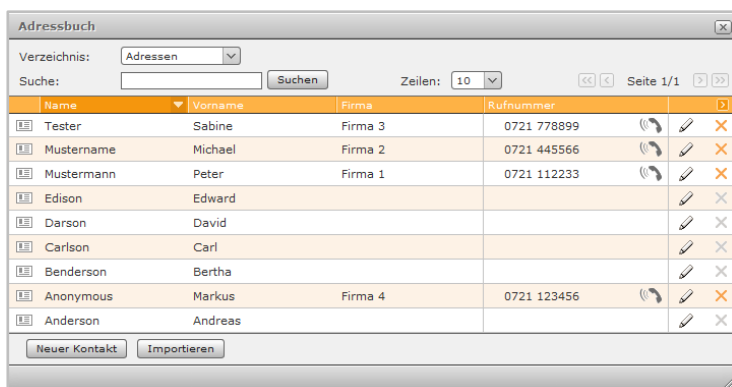 Adressbuch
Verzeichnis: Adressen
Suche: Suchen Zeilen: 10 Seite 1/1
Name Vorname Firma Rufnummer
Tester Sabine Firma 3 0721 778899
Mustername Michael Firma 2 0721 445566
Mustermann Peter Firma 1 0721 112233
Edison Edward
Darson David
Carlson Carl
Benderson Bertha
Anonymous Markus Firma 4 0721 123456
Anderson Andreas
Neuer Kontakt Importieren